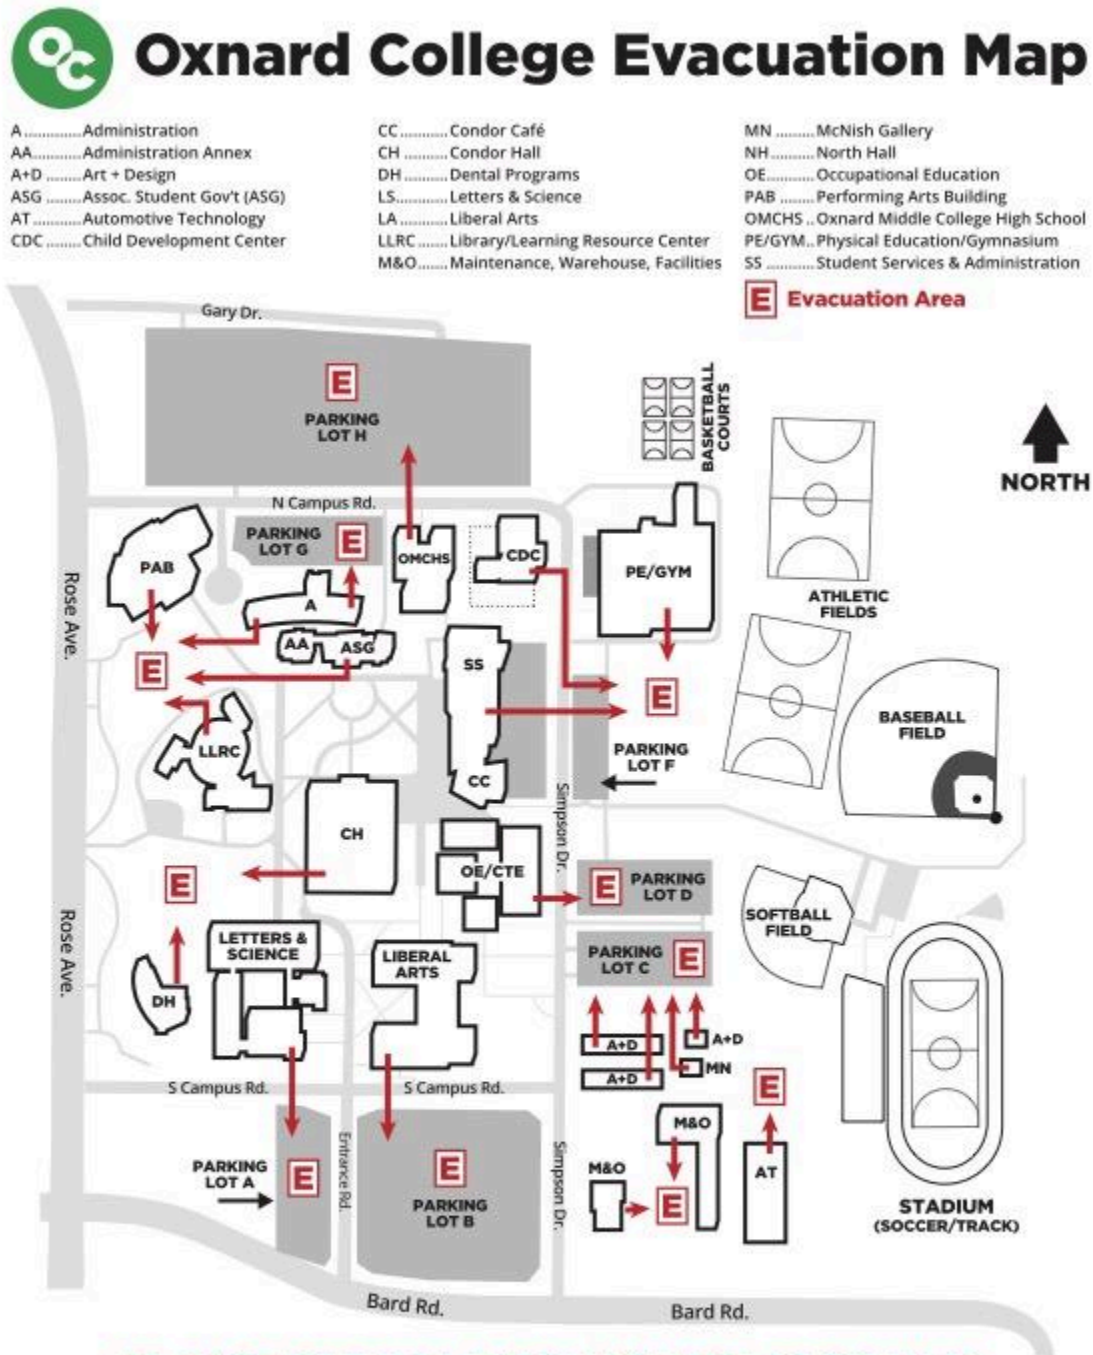 OC Oxnard College Evacuation Map
A.............Administration
AA............Administration Annex
A+D ........Art + Design
ASG ........Assoc. Student Gov't (ASG)
AT ...........Automotive Technology
CDC ........Child Development Center
CC...........Condor Café
CH ...........Condor Hall
DH...........Dental Programs
LS............Letters & Science
LA ...........Liberal Arts
LLRC .......Library/Learning Resource Center
M&O.......Maintenance, Warehouse, Facilities
MN .........McNish Gallery
NH ..........North Hall
OE...........Occupational Education
PAB ........Performing Arts Building
OMCHS ..Oxnard Middle College High School
PE/GYM..Physical Education/Gymnasium
SS ...........Student Services & Administration
E Evacuation Area
Gary Dr.
E
PARKING
LOT H
BASKETBALL
COURTS
NORTH
N Campus Rd.
PARKING
LOT G
E
PAB
OMCHS
CDC
PE/GYM
ATHLETIC
FIELDS
Rose Ave.
A
AA
ASG
E
SS
E
LLRC
CC
PARKING
LOT F
BASEBALL
FIELD
Simpson Dr.
CH
OE/CTE
E
E
PARKING
LOT D
SOFTBALL
FIELD
Rose Ave.
LETTERS &
SCIENCE
LIBERAL
ARTS
PARKING
LOT C
E
DH
A+D
A+D
A+D
MN
E
S Campus Rd.
S Campus Rd.
M&O
M&O
E
AT
Entrance Rd.
Simpson Dr.
PARKING
LOT A
E
E
PARKING
LOT B
STADIUM
(SOCCER/TRACK)
Bard Rd.
Bard Rd.